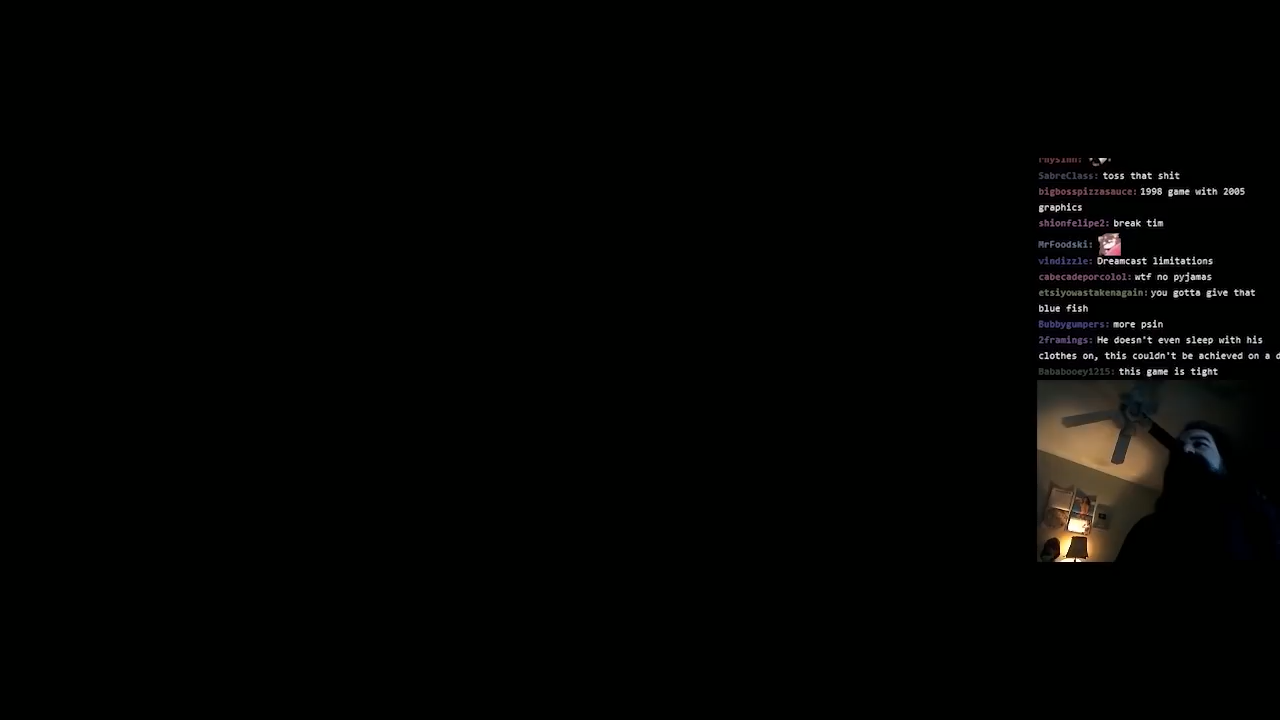 SabreClass: toss that shit
bigbosspizzasauce: 1998 game with 2005
graphics
shionfelipe2: break tim
MrFoodski:
vindizzle: Dreamcast limitations
cabecadeporcolol: wtf no pyjamas
etsiyowastakenagain: you gotta give that
blue fish
Bubbygumpers: more psin
2framings: He doesn't even sleep with his
clothes on, this couldn't be achieved on a d
Bababooey1215: this game is tight